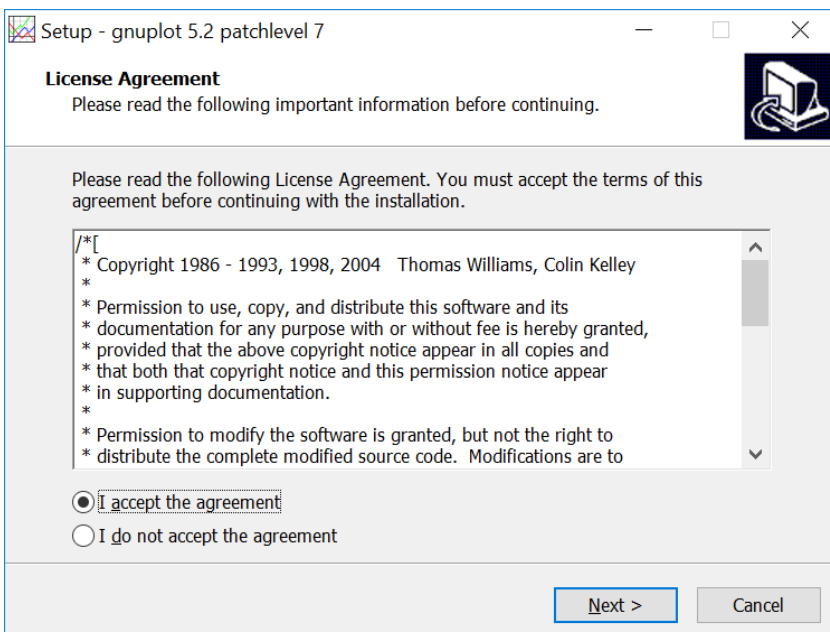 Setup - gnuplot 5.2 patchlevel 7
License Agreement
Please read the following important information before continuing.
Please read the following License Agreement. You must accept the terms of this
agreement before continuing with the installation.
/*[
* Copyright 1986 - 1993, 1998, 2004   Thomas Williams, Colin Kelley
*
* Permission to use, copy, and distribute this software and its
* documentation for any purpose with or without fee is hereby granted,
* provided that the above copyright notice appear in all copies and
* that both that copyright notice and this permission notice appear
* in supporting documentation.
*
* Permission to modify the software is granted, but not the right to
* distribute the complete modified source code.  Modifications are to
I accept the agreement
I do not accept the agreement
Next >
Cancel